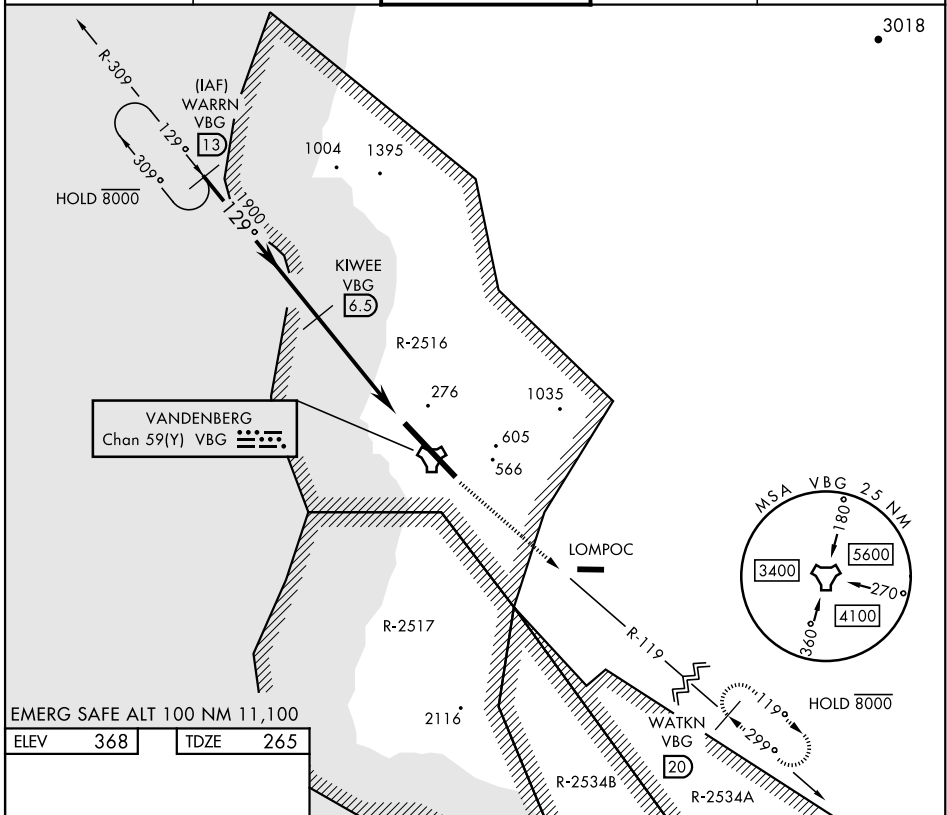 3018
R-309
(IAF)
WARRN
VBG
13
129°
309°
HOLD 8000
1004
1395
1900
129°
KIWEE
VBG
6.5
R-2516
276
1035
605
566
VANDENBERG
Chan 59(Y) VBG
LOMPOC
MSA VBG 25 NM
180°
3400
5600
270°
4100
360°
R-2517
R-119
2116
119°
299°
HOLD 8000
WATKN
VBG
20
R-2534B
R-2534A
EMERG SAFE ALT 100 NM 11,100
ELEV 368
TDZE 265